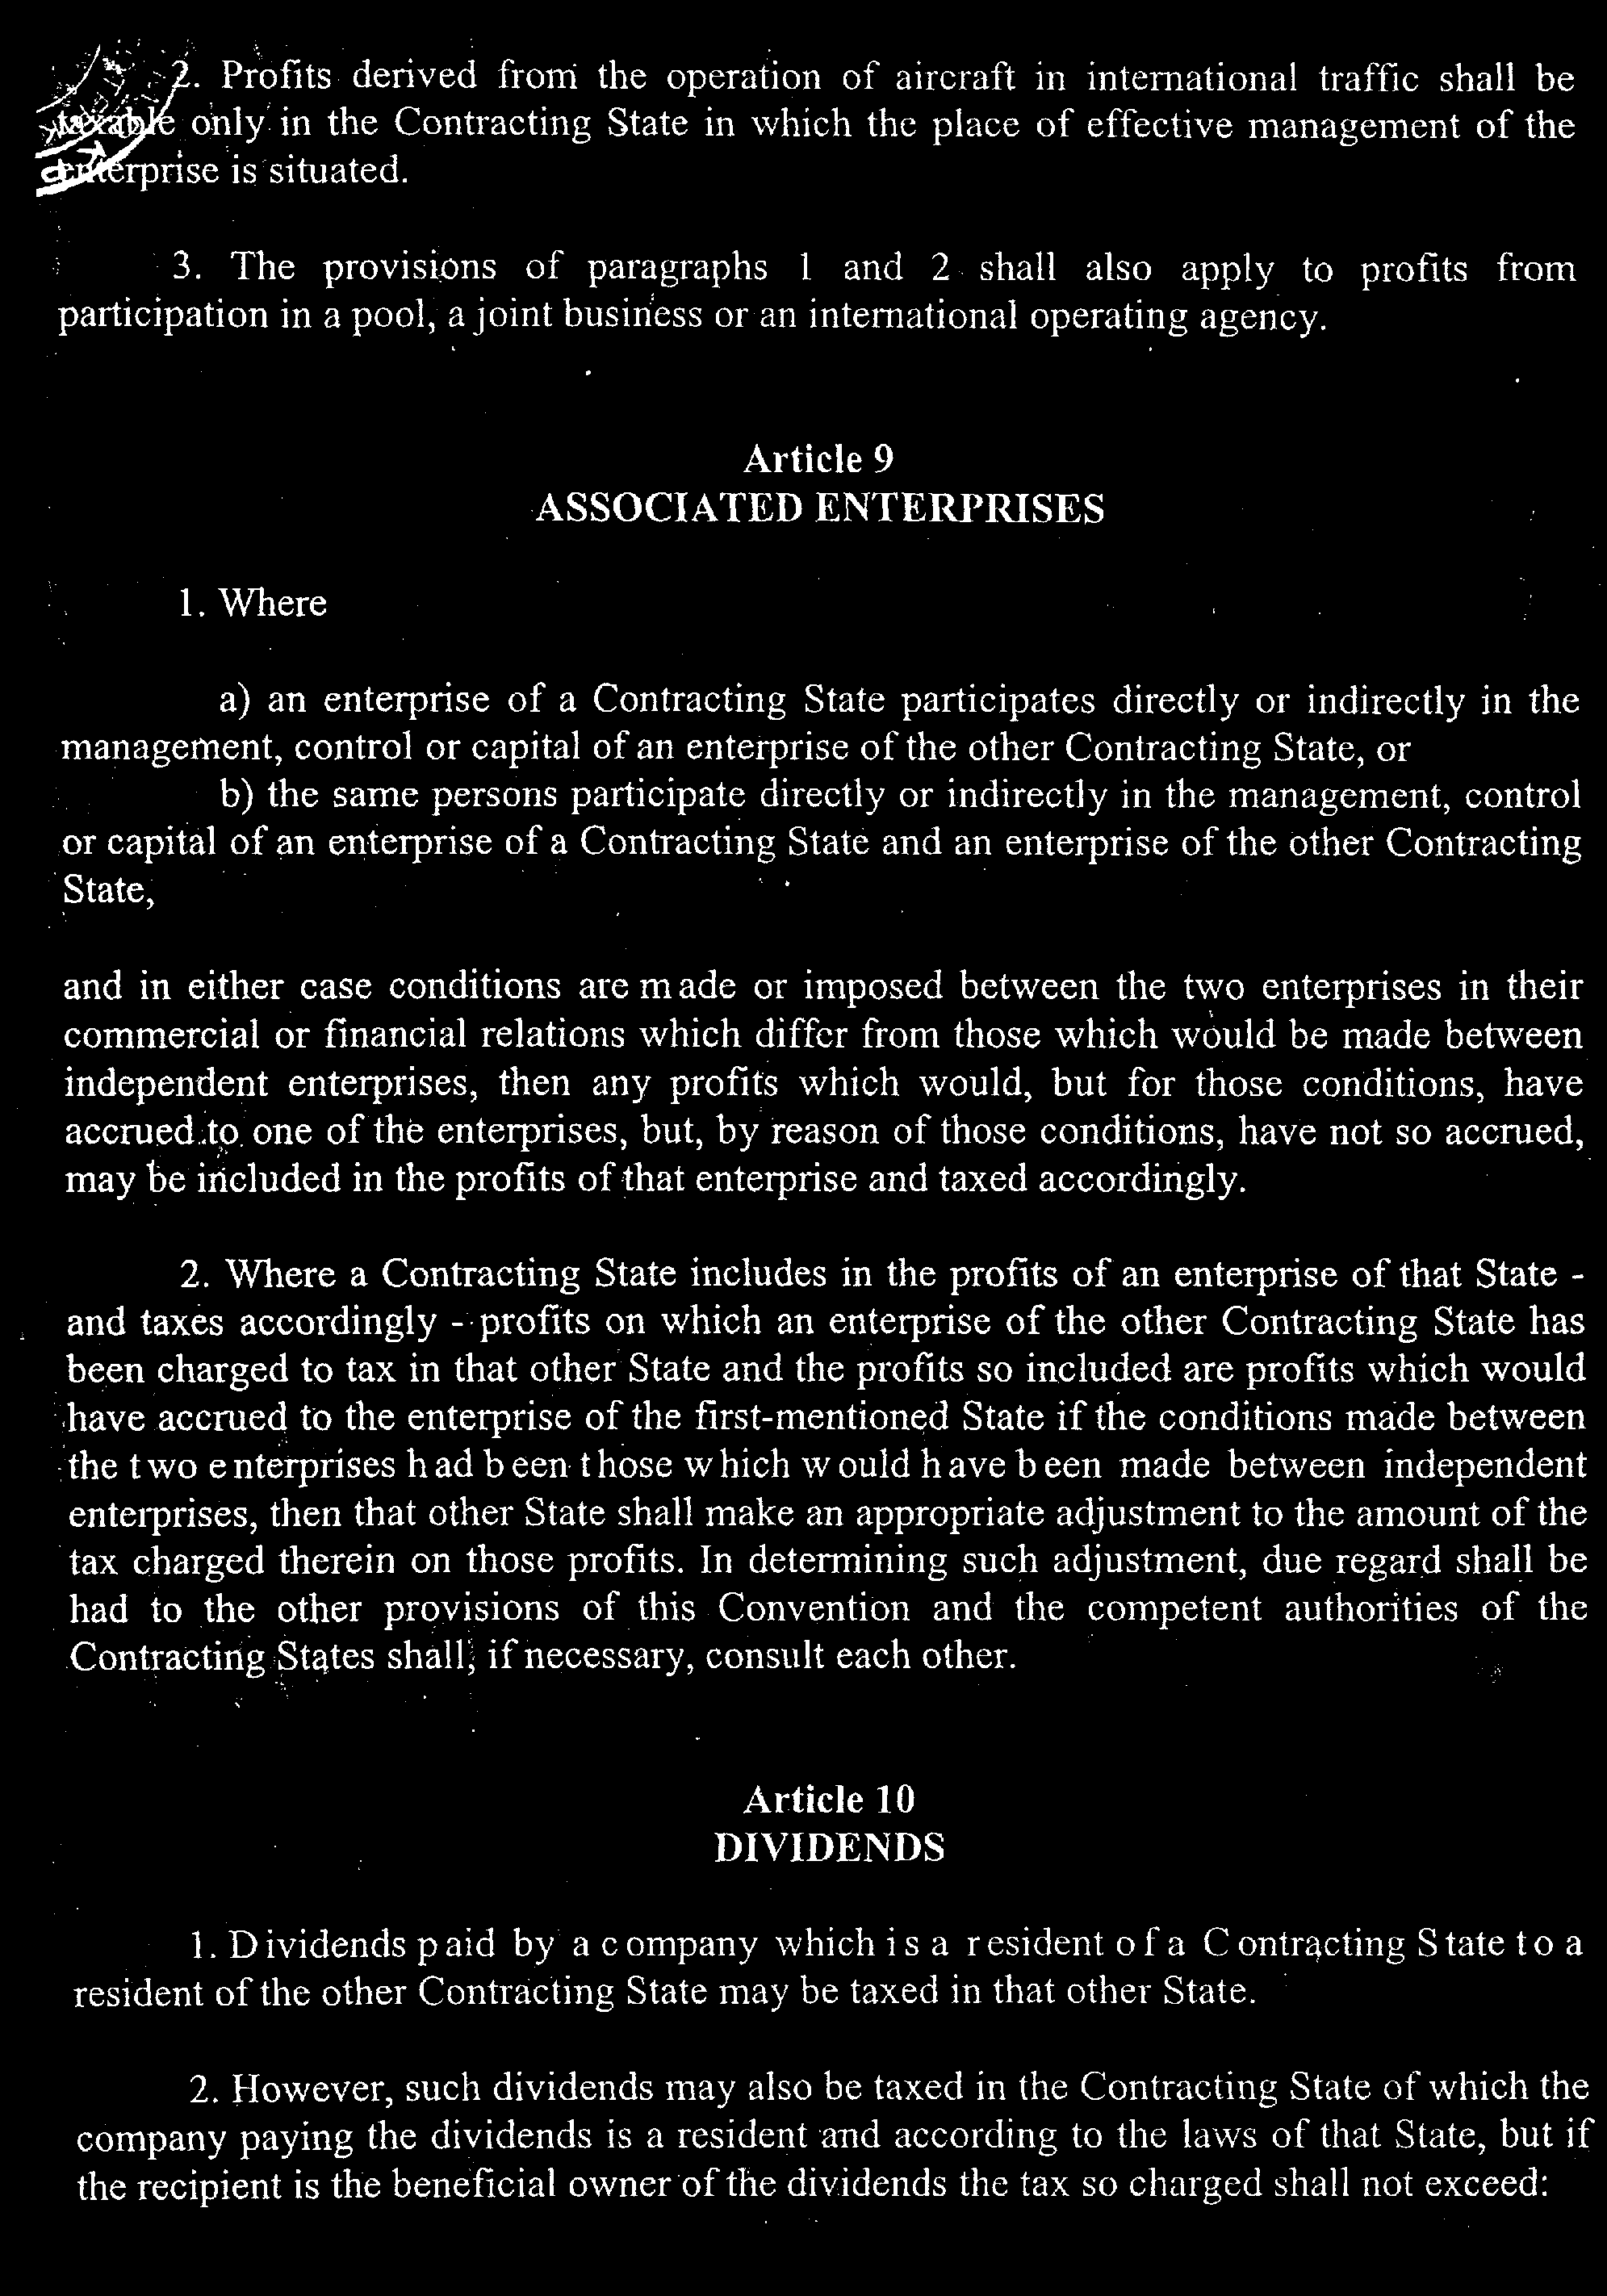 2. Profits derived from the operation of aircraft in international traffic shall be
taxable only in the Contracting State in which the place of effective management of the
enterprise is situated.
3. The provisions of paragraphs 1 and 2 shall also apply to profits from
participation in a pool, a joint business or an international operating agency.
Article 9
ASSOCIATED ENTERPRISES
1. Where
a) an enterprise of a Contracting State participates directly or indirectly in the
management, control or capital of an enterprise of the other Contracting State, or
b) the same persons participate directly or indirectly in the management, control
or capital of an enterprise of a Contracting State and an enterprise of the other Contracting
State,
and in either case conditions are made or imposed between the two enterprises in their
commercial or financial relations which differ from those which would be made between
independent enterprises, then any profits which would, but for those conditions, have
accrued to one of the enterprises, but, by reason of those conditions, have not so accrued,
may be included in the profits of that enterprise and taxed accordingly.
2. Where a Contracting State includes in the profits of an enterprise of that State -
and taxes accordingly - profits on which an enterprise of the other Contracting State has
been charged to tax in that other State and the profits so included are profits which would
have accrued to the enterprise of the first-mentioned State if the conditions made between
the two enterprises had been those which would have been made between independent
enterprises, then that other State shall make an appropriate adjustment to the amount of the
tax charged therein on those profits. In determining such adjustment, due regard shall be
had to the other provisions of this Convention and the competent authorities of the
Contracting States shall, if necessary, consult each other.
Article 10
DIVIDENDS
1. Dividends paid by a company which is a resident of a Contracting State to a
resident of the other Contracting State may be taxed in that other State.
2. However, such dividends may also be taxed in the Contracting State of which the
company paying the dividends is a resident and according to the laws of that State, but if
the recipient is the beneficial owner of the dividends the tax so charged shall not exceed: